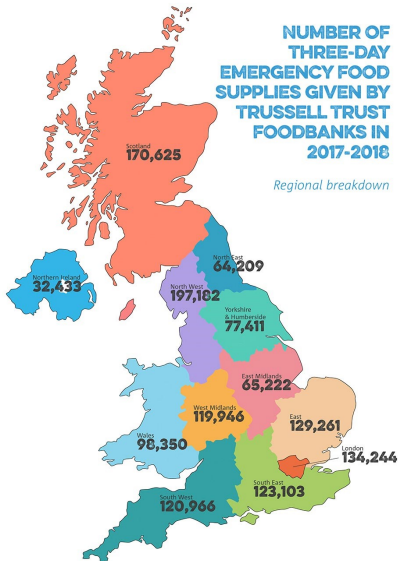 NUMBER OF
THREE-DAY
EMERGENCY FOOD
SUPPLIES GIVEN BY
TRUSSELL TRUST
FOODBANKS IN
2017-2018
Regional breakdown
Scotland
170,625
North East
64,209
Northern Ireland
32,433
North West
197,182
Yorkshire
& Humberside
77,411
East Midlands
65,222
West Midlands
119,946
East
129,261
Wales
98,350
London
134,244
South East
123,103
South West
120,966